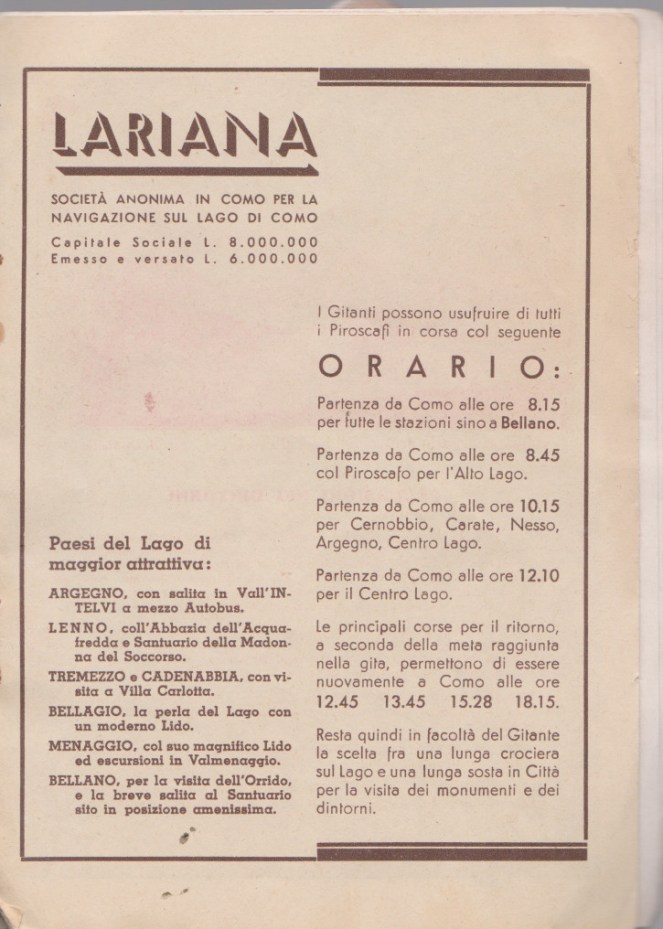 LARIANA
SOCIETÀ ANONIMA IN COMO PER LA
NAVIGAZIONE SUL LAGO DI COMO
Capitale Sociale L. 8.000.000
Emesso e versato L. 6.000.000
Paesi del Lago di
maggior attrattiva:
ARGEGNO, con salita in Vall'IN-
TELVI a mezzo Autobus.
LENNO, coll'Abbazia dell'Acqua-
fredda e Santuario della Madon-
na del Soccorso.
TREMEZZO e CADENABBIA, con vi-
sita a Villa Carlotta.
BELLAGIO, la perla del Lago con
un moderno Lido.
MENAGGIO, col suo magnifico Lido
ed escursioni in Valmenaggio.
BELLANO, per la visita dell'Orrido,
e la breve salita al Santuario
sito in posizione amenissima.
I Gitanti possono usufruire di tutti
i Piroscafi in corsa col seguente
ORARIO:
Partenza da Como alle ore 8.15
per tutte le stazioni sino a Bellano.
Partenza da Como alle ore 8.45
col Piroscafo per l'Alto Lago.
Partenza da Como alle ore 10.15
per Cernobbio, Carate, Nesso,
Argegno, Centro Lago.
Partenza da Como alle ore 12.10
per il Centro Lago.
Le principali corse per il ritorno,
a seconda della meta raggiunta
nella gita, permettono di essere
nuovamente a Como alle ore
12.45 13.45 15.28 18.15.
Resta quindi in facoltà del Gitante
la scelta fra una lunga crociera
sul Lago e una lunga sosta in Città
per la visita dei monumenti e dei
dintorni.